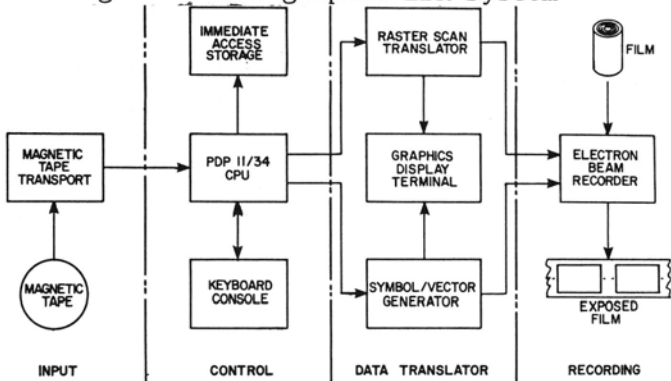 System
IMMEDIATE
ACCESS
STORAGE
RASTER SCAN
TRANSLATOR
FILM
MAGNETIC
TAPE
TRANSPORT
PDP 11/34
CPU
GRAPHICS
DISPLAY
TERMINAL
ELECTRON
BEAM
RECORDER
MAGNETIC
TAPE
KEYBOARD
CONSOLE
SYMBOL/VECTOR
GENERATOR
EXPOSED
FILM
INPUT
CONTROL
DATA TRANSLATOR
RECORDING